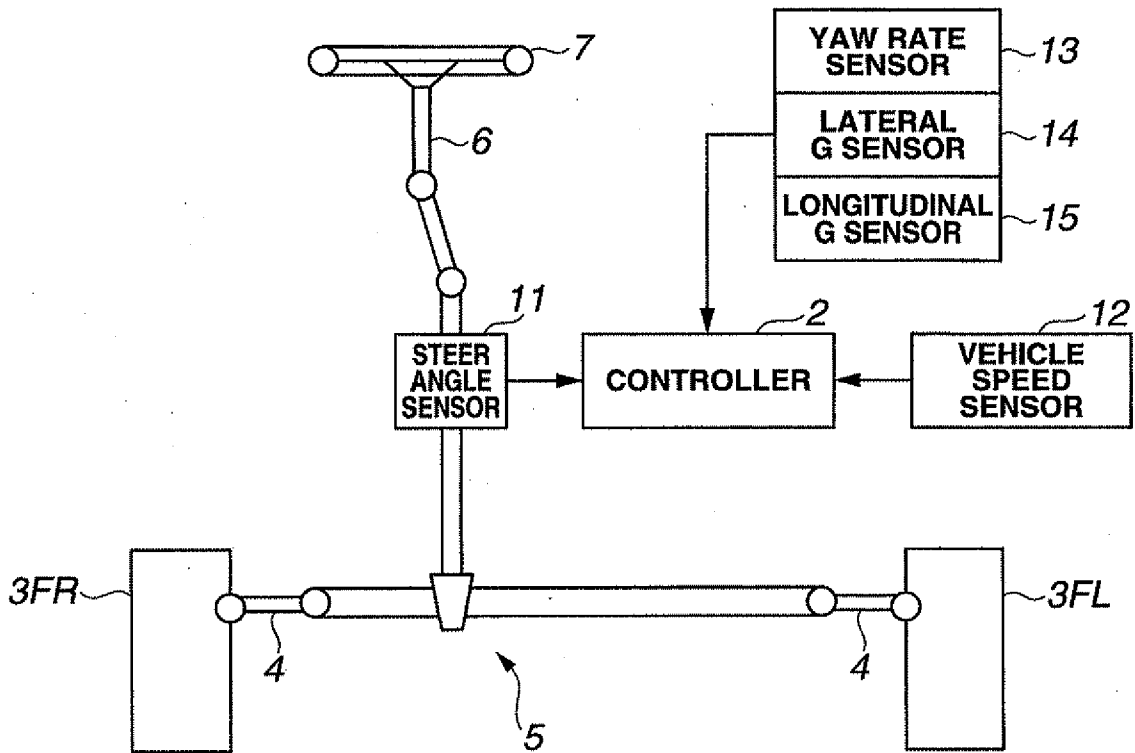 7
6
YAW RATE
SENSOR
13
LATERAL
G SENSOR
14
LONGITUDINAL
G SENSOR
15
11
STEER
ANGLE
SENSOR
2
CONTROLLER
12
VEHICLE
SPEED
SENSOR
3FR
4
5
4
3FL